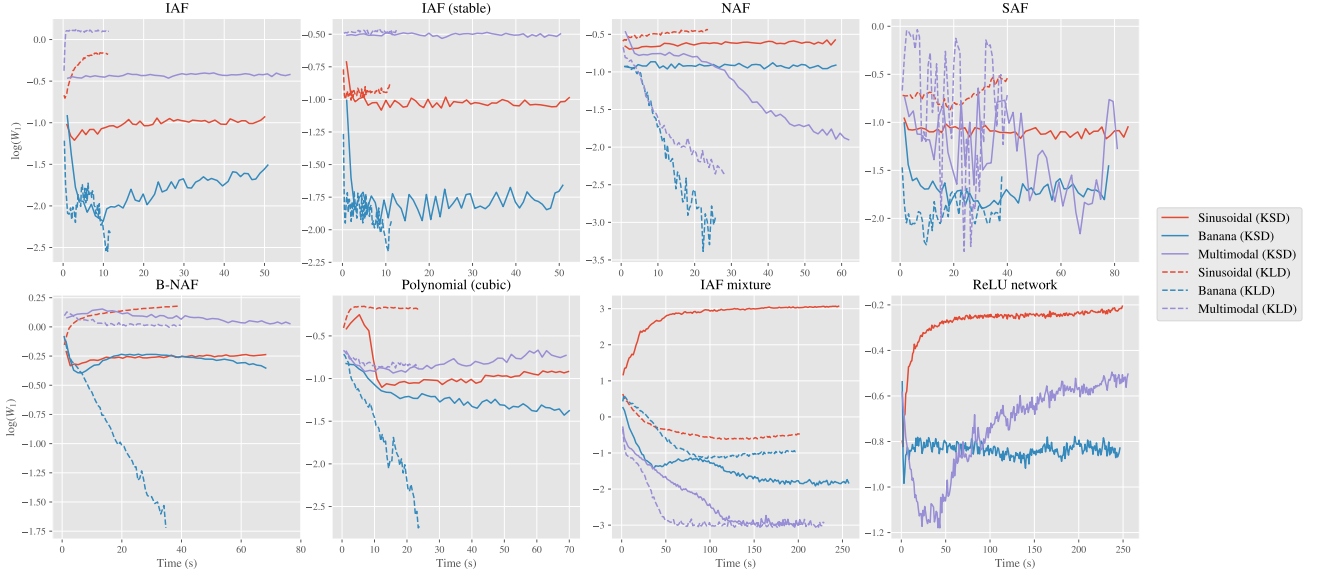 IAF
IAF (stable)
NAF
SAF
log(W₁)
0.0
−0.5
−1.0
−1.5
−2.0
−2.5
0 10 20 30 40 50
−0.50
−0.75
−1.00
−1.25
−1.50
−1.75
−2.00
−2.25
0 10 20 30 40 50
−0.5
−1.0
−1.5
−2.0
−2.5
−3.0
−3.5
0 10 20 30 40 50 60
0.0
−0.5
−1.0
−1.5
−2.0
0 20 40 60 80
Sinusoidal (KSD)
Banana (KSD)
Multimodal (KSD)
Sinusoidal (KLD)
Banana (KLD)
Multimodal (KLD)
B-NAF
Polynomial (cubic)
IAF mixture
ReLU network
log(W₁)
0.25
0.00
−0.25
−0.50
−0.75
−1.00
−1.25
−1.50
−1.75
0 20 40 60 80
Time (s)
−0.5
−1.0
−1.5
−2.0
−2.5
0 10 20 30 40 50 60 70
Time (s)
3
2
1
0
−1
−2
−3
0 50 100 150 200 250
Time (s)
−0.2
−0.4
−0.6
−0.8
−1.0
−1.2
0 50 100 150 200 250
Time (s)